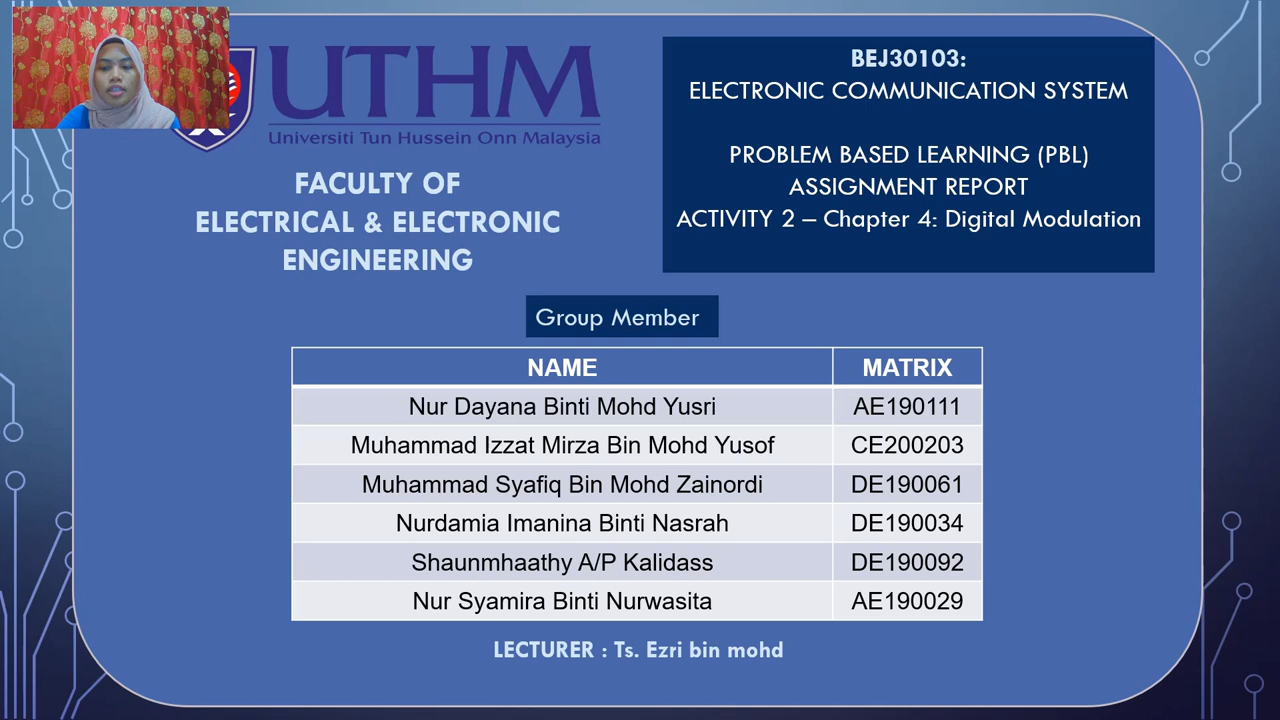 UTHM
Universiti Tun Hussein Onn Malaysia
FACULTY OF
ELECTRICAL & ELECTRONIC
ENGINEERING
BEJ30103:
ELECTRONIC COMMUNICATION SYSTEM
PROBLEM BASED LEARNING (PBL)
ASSIGNMENT REPORT
ACTIVITY 2 – Chapter 4: Digital Modulation
Group Member
NAME MATRIX
Nur Dayana Binti Mohd Yusri AE190111
Muhammad Izzat Mirza Bin Mohd Yusof CE200203
Muhammad Syafiq Bin Mohd Zainordi DE190061
Nurdamia Imanina Binti Nasrah DE190034
Shaunmhaathy A/P Kalidass DE190092
Nur Syamira Binti Nurwasita AE190029
LECTURER : Ts. Ezri bin mohd